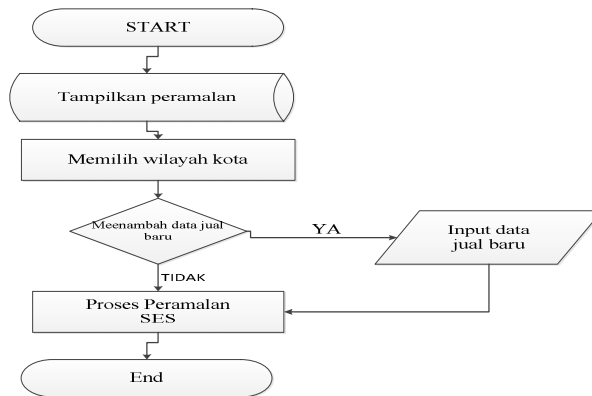 START
Tampilkan peramalan
Memilih wilayah kota
Meenambah data jual
baru
YA
Input data
jual baru
TIDAK
Proses Peramalan
SES
End